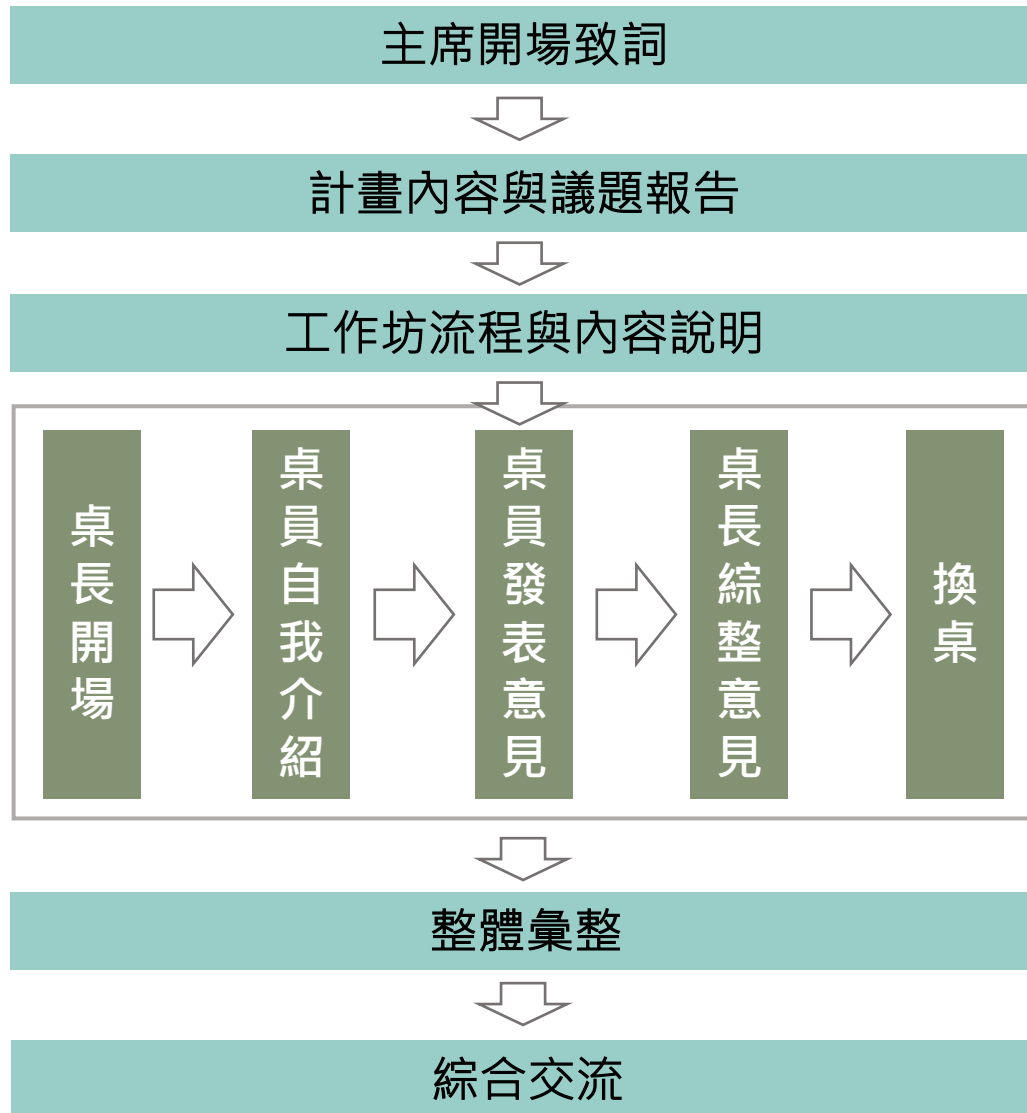 主席開場致詞
計畫內容與議題報告
工作坊流程與內容說明
桌長開場
桌員自我介紹
桌員發表意見
桌長綜整意見
換桌
整體彙整
綜合交流